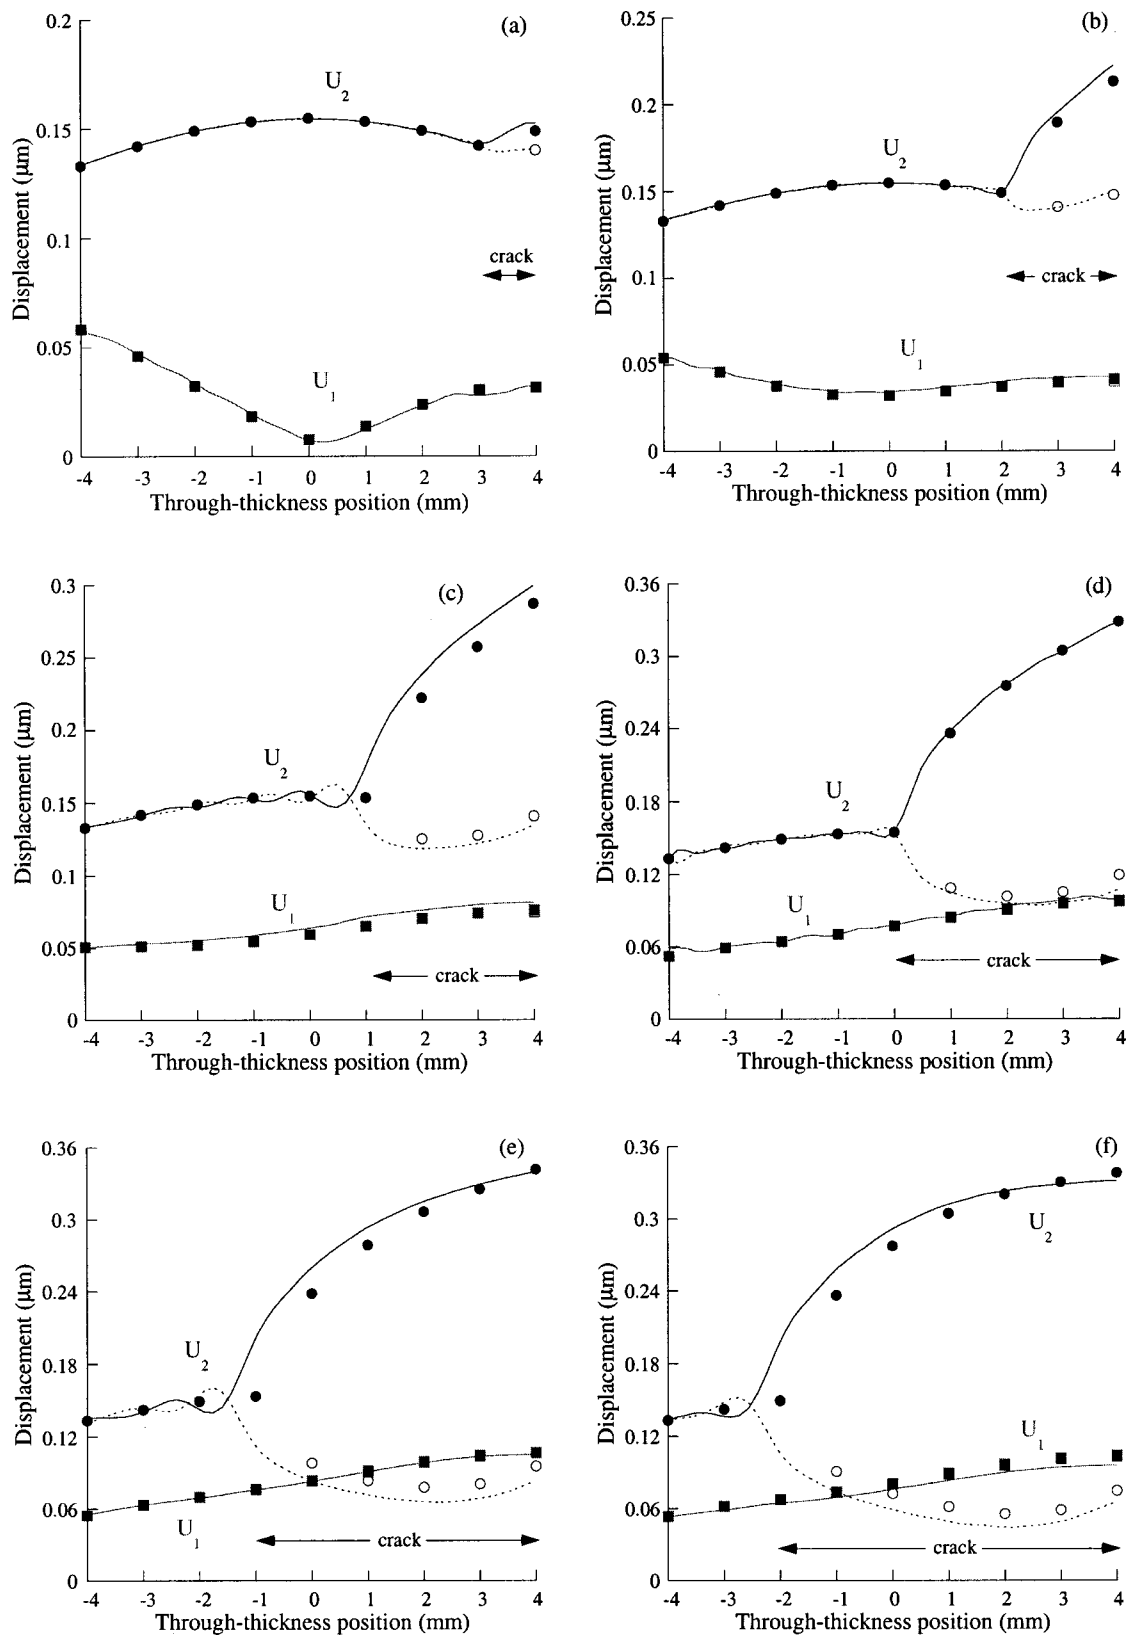 (a)
0.2
0.15
0.1
0.05
0
Displacement (μm)
U2
U1
crack
-4 -3 -2 -1 0 1 2 3 4
Through-thickness position (mm)
(b)
0.25
0.2
0.15
0.1
0.05
0
Displacement (μm)
U2
U1
crack
-4 -3 -2 -1 0 1 2 3 4
Through-thickness position (mm)
(c)
0.3
0.25
0.2
0.15
0.1
0.05
0
Displacement (μm)
U2
U1
crack
-4 -3 -2 -1 0 1 2 3 4
Through-thickness position (mm)
(d)
0.36
0.3
0.24
0.18
0.12
0.06
0
Displacement (μm)
U2
U1
crack
-4 -3 -2 -1 0 1 2 3 4
Through-thickness position (mm)
(e)
0.36
0.3
0.24
0.18
0.12
0.06
0
Displacement (μm)
U2
U1
crack
-4 -3 -2 -1 0 1 2 3 4
Through-thickness position (mm)
(f)
0.36
0.3
0.24
0.18
0.12
0.06
0
Displacement (μm)
U2
U1
crack
-4 -3 -2 -1 0 1 2 3 4
Through-thickness position (mm)